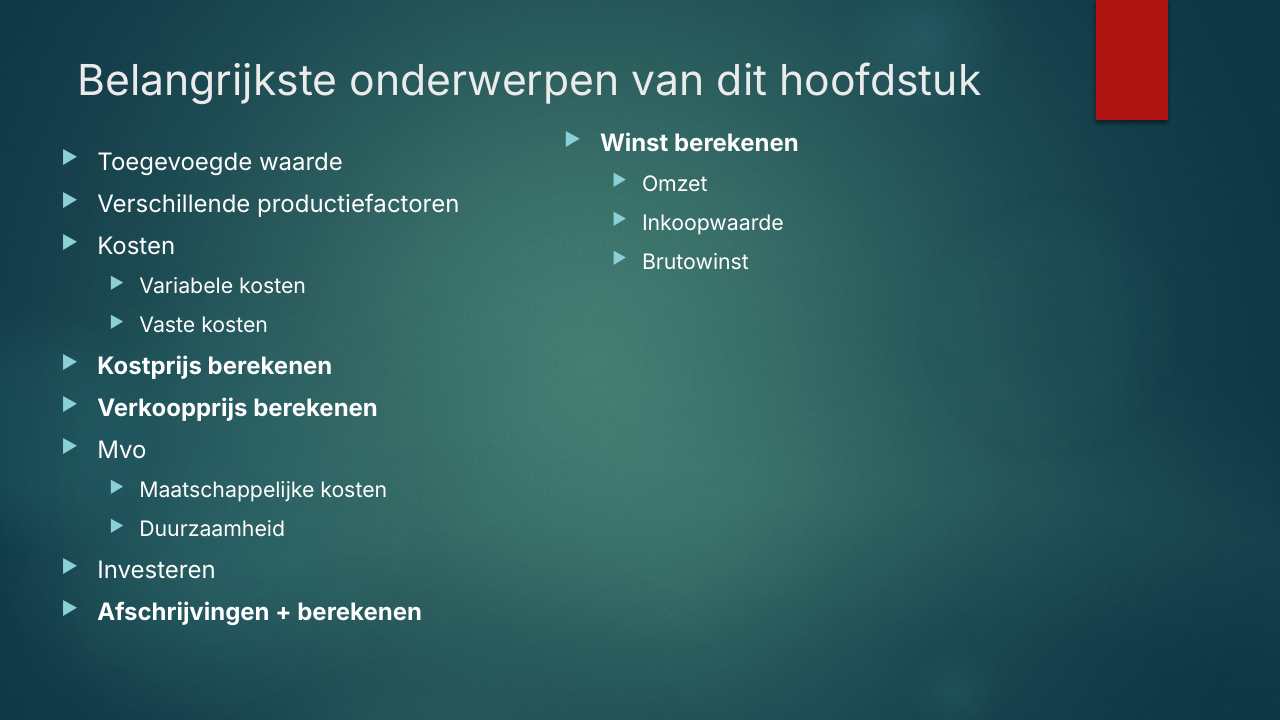 Belangrijkste onderwerpen van dit hoofdstuk
Toegevoegde waarde
Verschillende productiefactoren
Kosten
Variabele kosten
Vaste kosten
Kostprijs berekenen
Verkoopprijs berekenen
Mvo
Maatschappelijke kosten
Duurzaamheid
Investeren
Afschrijvingen + berekenen
Winst berekenen
Omzet
Inkoopwaarde
Brutowinst